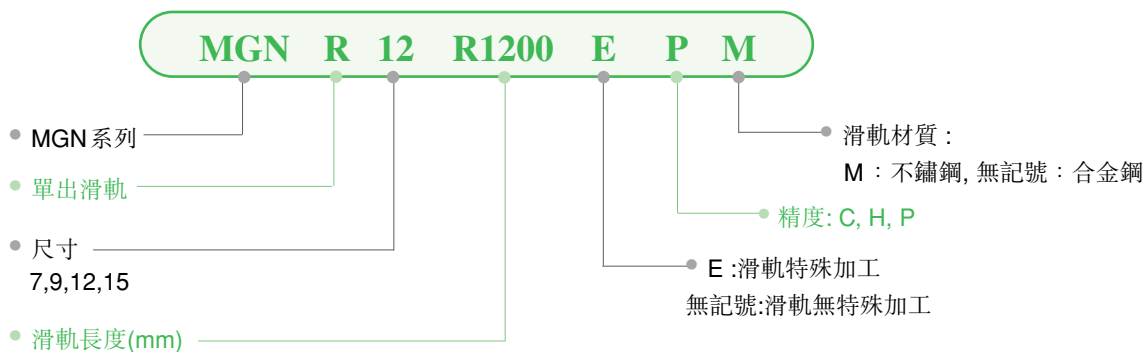 MGN R 12 R1200 E P M
MGN系列
單出滑軌
尺寸
7,9,12,15
滑軌長度(mm)
滑軌材質 :
M : 不鏽鋼, 無記號 : 合金鋼
精度: C, H, P
E :滑軌特殊加工
無記號:滑軌無特殊加工